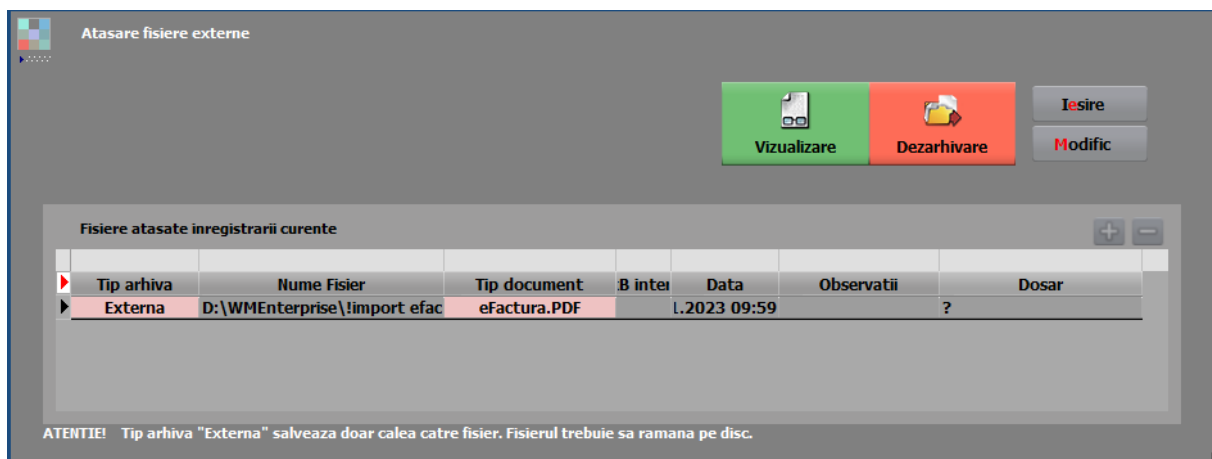 Atasare fisiere externe
Vizualizare
Dezarhivare
Iesire
Modific
Fisiere atasate inregistrarii curente
Tip arhiva Nume Fisier Tip document B inter Data Observatii Dosar
Externa D:\WMEnterprise\!import efac eFactura.PDF .2023 09:59 ?
ATENTIE! Tip arhiva "Externa" salveaza doar calea catre fisier. Fisierul trebuie sa ramana pe disc.